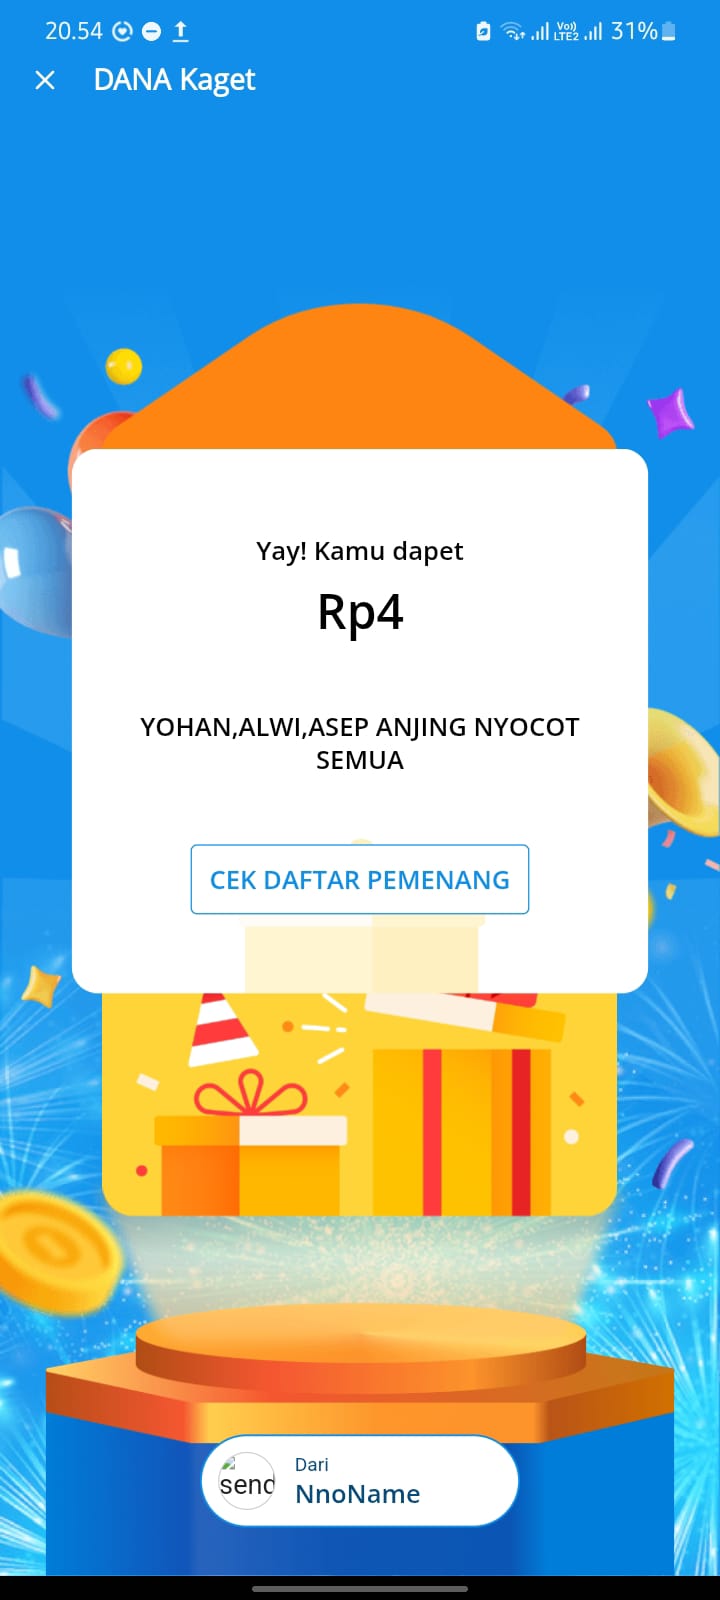 20.54 Vo)) LTE2 31%
DANA Kaget
Yay! Kamu dapet
Rp4
YOHAN,ALWI,ASEP ANJING NYOCOT
SEMUA
CEK DAFTAR PEMENANG
Dari
send
NnoName